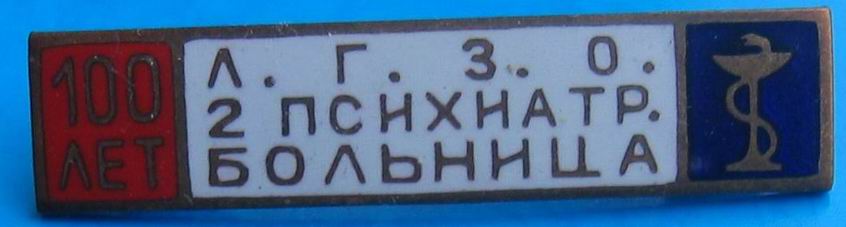 100
ЛЕТ
Л. Г. З. О.
2 ПСИХИАТР.
БОЛЬНИЦА